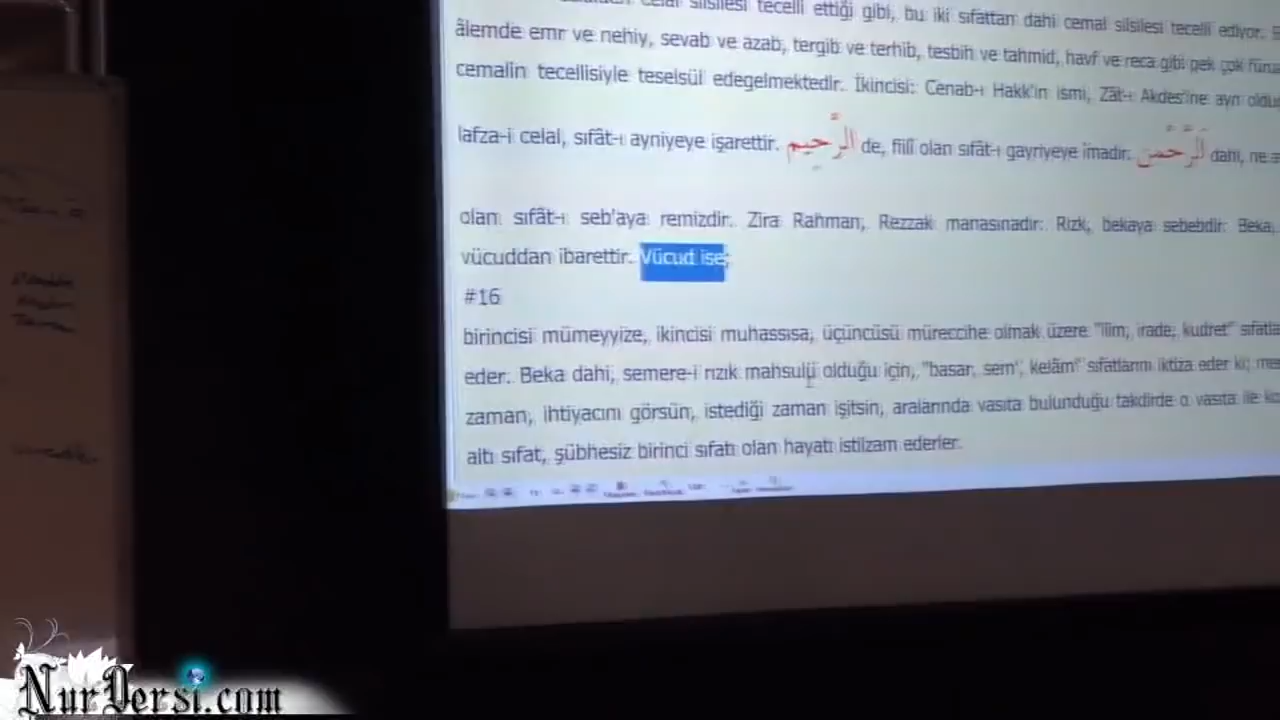 celal silsilesi tecelli ettiği gibi, bu iki sıfattan dahi cemal silsilesi tecelli ediyor.
âlemde emr ve nehiy, sevab ve azab, tergib ve terhib, tesbih ve tahmid, havf ve reca gibi pek çok
cemalin tecellisiyle teselsül edegelmektedir. İkincisi: Cenab-ı Hakk'ın ismi, Zât-ı Akdes'ine ayn
lafza-i celal, sıfât-ı ayniyeye işarettir. الرَّحِيمِ de, fiilî olan sıfât-ı gayriyeye îmadır. الرَّحْمٰنِ dahi, ne
olan sıfât-ı seb'aya remizdir. Zira Rahman, Rezzak manasınadır. Rızk, bekaya sebebdir. Beka,
vücuddan ibarettir. Vücud ise;
#16
birincisi mümeyyize, ikincisi muhassısa, üçüncüsü müreccihe olmak üzere "ilim, irade, kudret"
eder. Beka dahi, semere-i rızık mahsulü olduğu için, "basar, sem', kelâm" sıfatlarını iktiza eder ki;
zaman, ihtiyacını görsün, istediği zaman işitsin, aralarında vasıta bulunduğu takdirde o vasıta ile
altı sıfat, şübhesiz birinci sıfatı olan hayatı istilzam ederler.
NurDersi.com